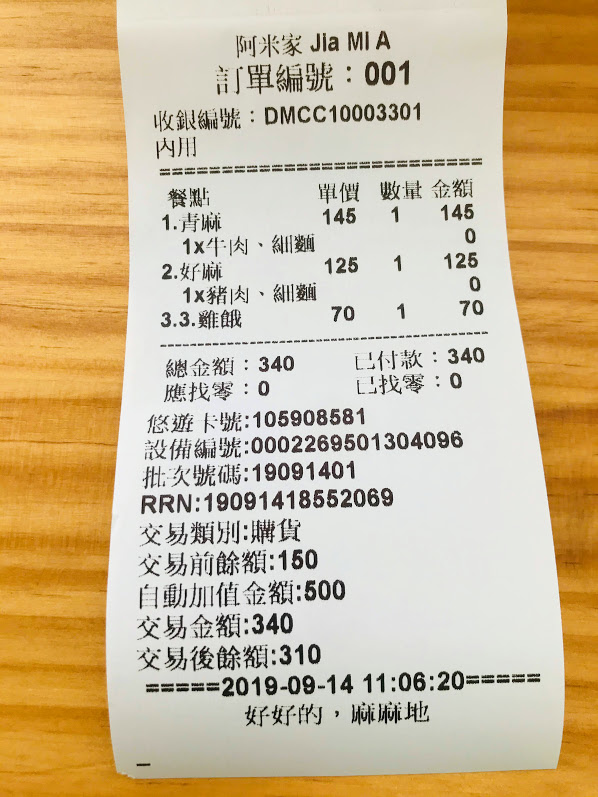 阿米家 Jia MI A
訂單編號：001
收銀編號：DMCC10003301
內用
================================
餐點 單價 數量 金額
1.青麻 145 1 145
1x牛肉、細麵 0
2.好麻 125 1 125
1x豬肉、細麵 0
3.3.雞餓 70 1 70
--------------------------------
總金額：340 已付款：340
應找零：0 已找零：0
悠遊卡號:105908581
設備編號:0002269501304096
批次號碼:19091401
RRN:19091418552069
交易類別:購貨
交易前餘額:150
自動加值金額:500
交易金額:340
交易後餘額:310
=====2019-09-14 11:06:20=====
好好的，麻麻地